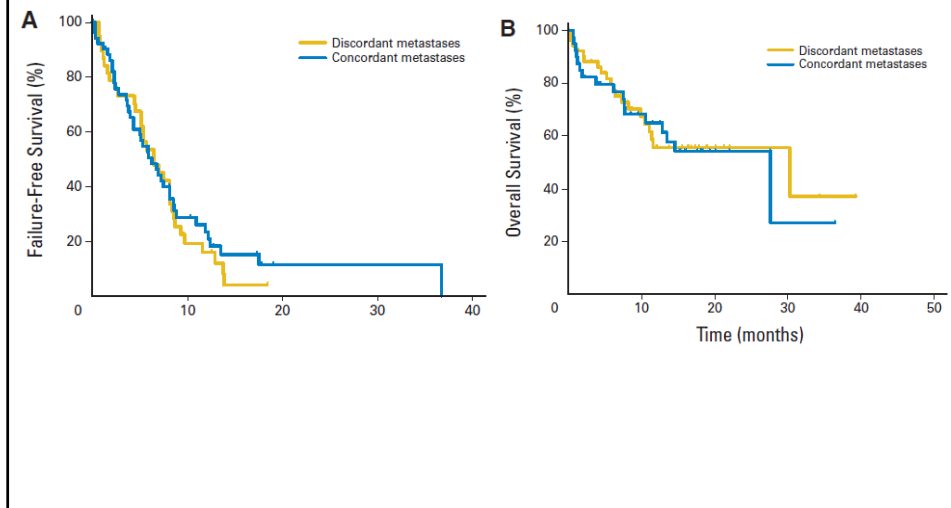 A
Failure-Free Survival (%)
100
80
60
40
20
0
10
20
30
40
Discordant metastases
Concordant metastases
B
Overall Survival (%)
100
80
60
40
20
0
10
20
30
40
50
Discordant metastases
Concordant metastases
Time (months)